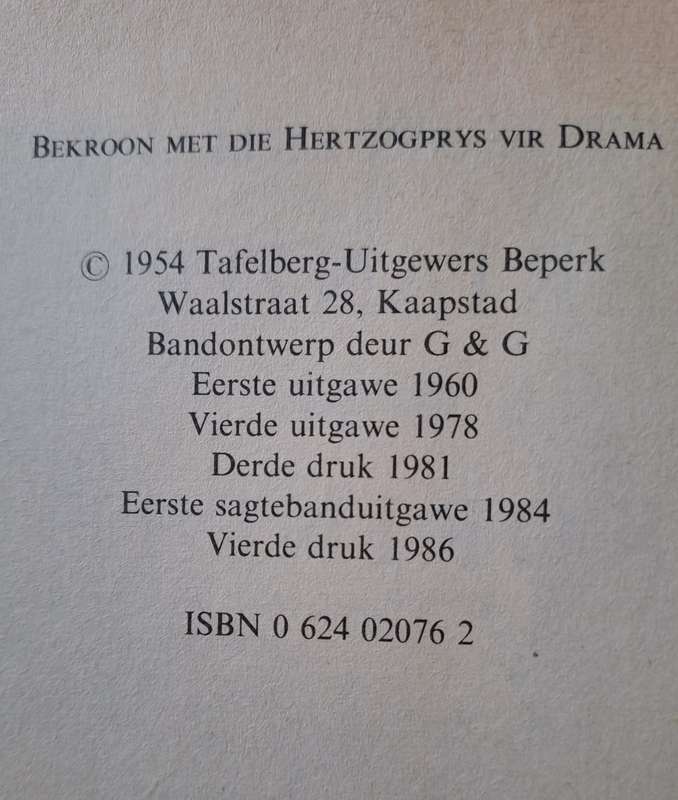 BEKROON MET DIE HERTZOGPRYS VIR DRAMA
© 1954 Tafelberg-Uitgewers Beperk
Waalstraat 28, Kaapstad
Bandontwerp deur G & G
Eerste uitgawe 1960
Vierde uitgawe 1978
Derde druk 1981
Eerste sagtebanduitgawe 1984
Vierde druk 1986
ISBN 0 624 02076 2